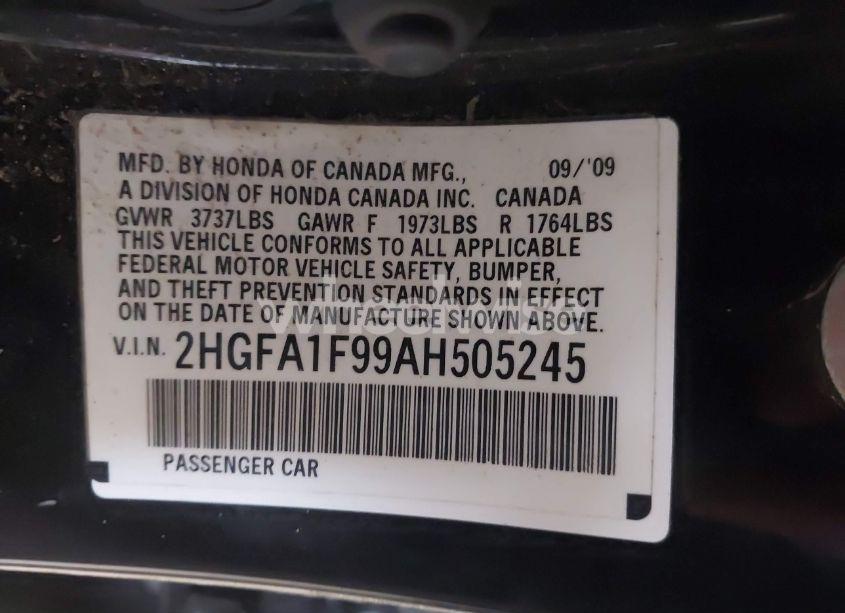 MFD. BY HONDA OF CANADA MFG., 09/'09
A DIVISION OF HONDA CANADA INC. CANADA
GVWR 3737LBS GAWR F 1973LBS R 1764LBS
THIS VEHICLE CONFORMS TO ALL APPLICABLE
FEDERAL MOTOR VEHICLE SAFETY, BUMPER,
AND THEFT PREVENTION STANDARDS IN EFFECT
ON THE DATE OF MANUFACTURE SHOWN ABOVE.
V.I.N. 2HGFA1F99AH505245
PASSENGER CAR